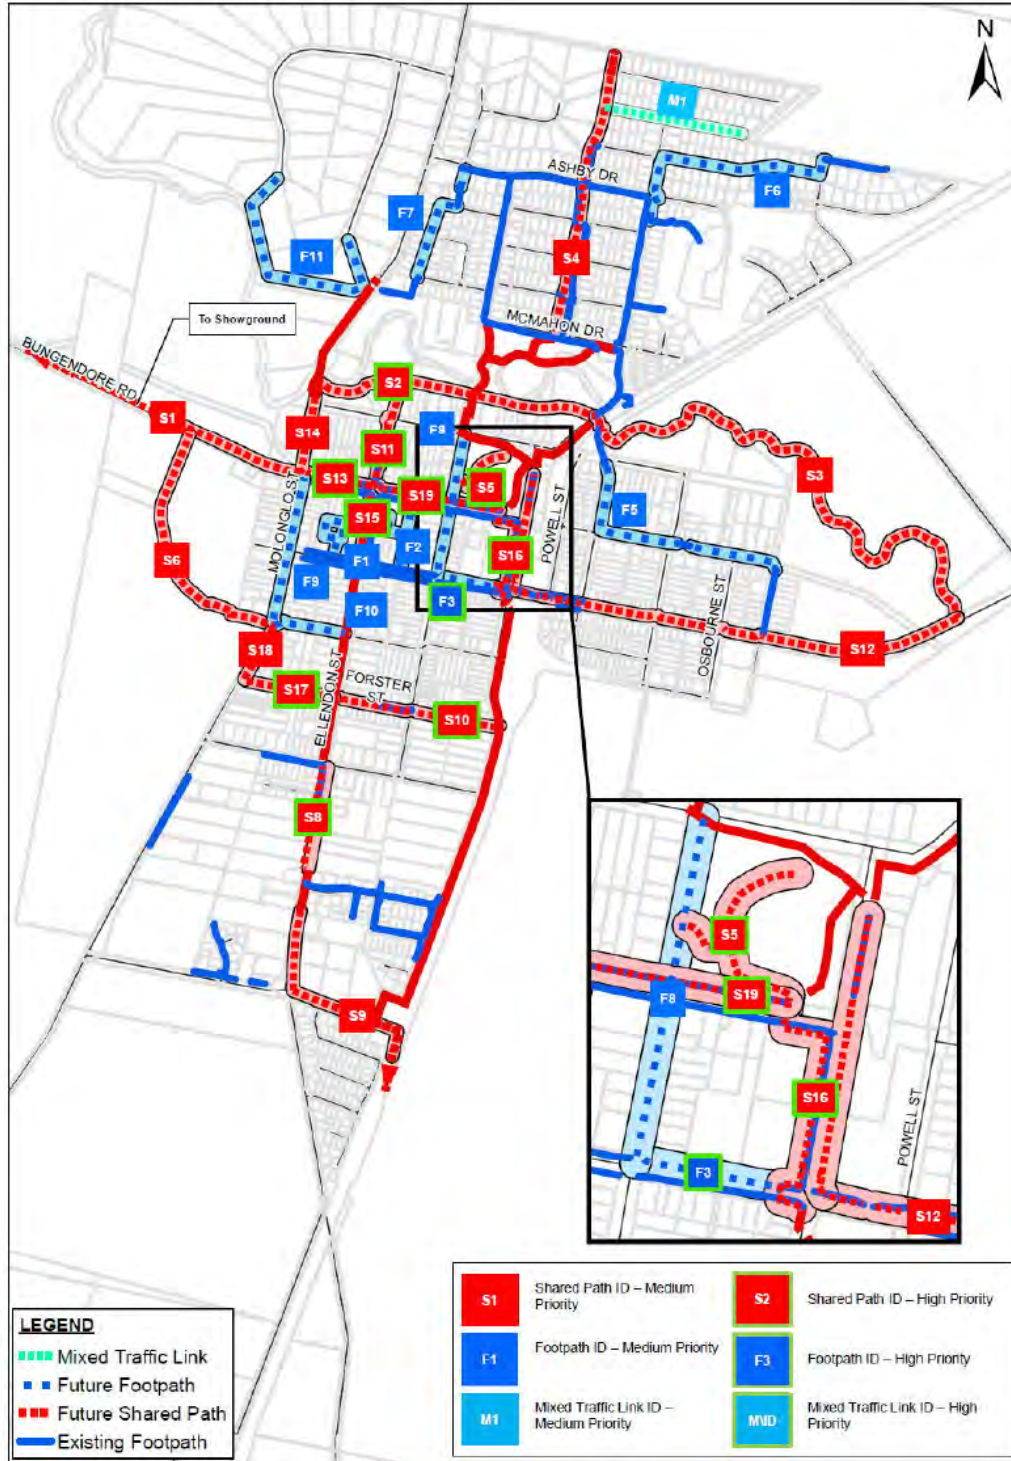 N
M1
ASHBY DR
F6
F7
S4
F11
To Showground
MCMAHON DR
BUNGENDORE RD
S2
S1
S14
F8
S11
S3
S13
S19
S5
MOLONGLO ST
S15
F5
POWELL ST
F2
S16
S6
F1
F9
F3
F10
OSBOURNE ST
S18
S12
ELLENDON ST
FORSTER
ST
S17
S10
S8
S9
S5
F8
S19
S16
POWELL ST
F3
S12
S1
Shared Path ID – Medium
Priority
S2
Shared Path ID – High Priority
F1
Footpath ID – Medium Priority
F3
Footpath ID – High Priority
M1
Mixed Traffic Link ID –
Medium Priority
M\ID
Mixed Traffic Link ID – High
Priority
LEGEND
Mixed Traffic Link
Future Footpath
Future Shared Path
Existing Footpath